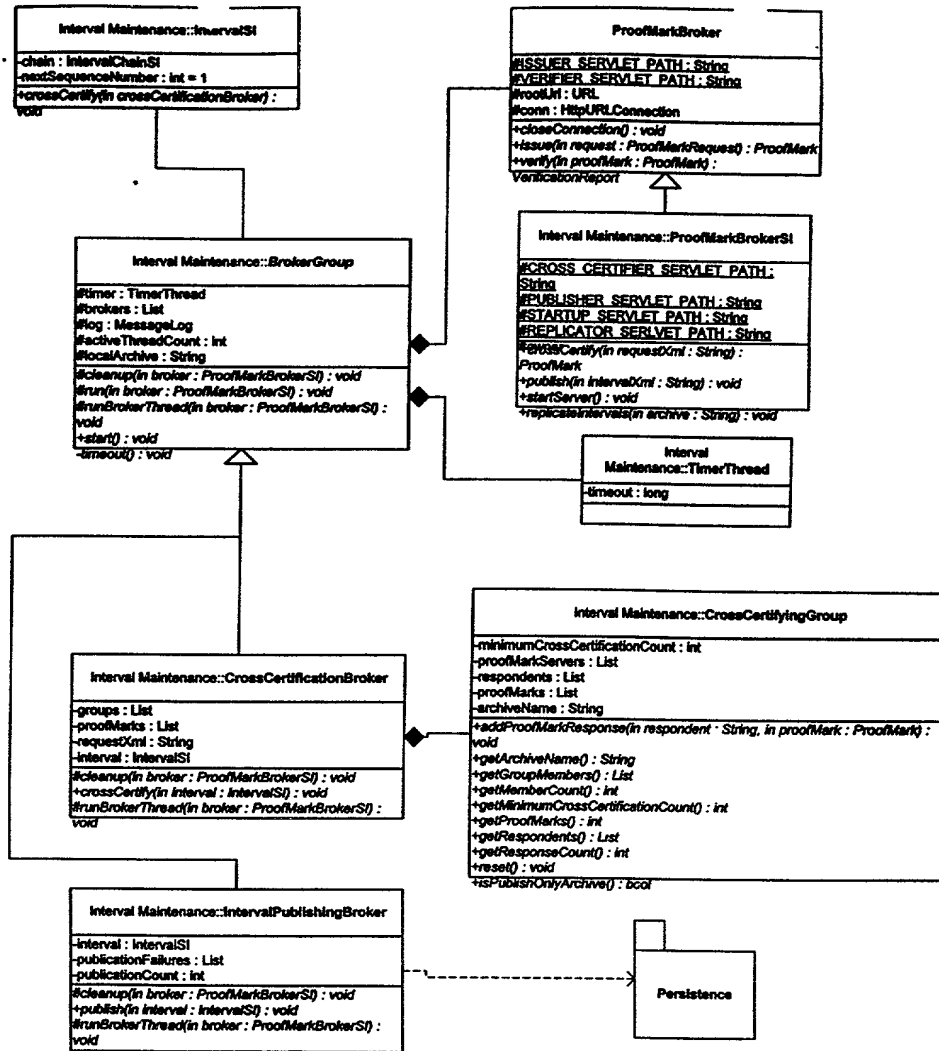 Interval Maintenance::IntervalSI
-chain : IntervalChainSI
-nextSequenceNumber : int = 1
+crossCertify(in crossCertificationBroker) :
void
ProofMarkBroker
#ISSUER_SERVLET_PATH : String
#VERIFIER_SERVLET_PATH : String
#rootUrl : URL
#conn : HttpURLConnection
+closeConnection() : void
+issue(in request : ProofMarkRequest) : ProofMark
+verify(in proofMark : ProofMark) :
VerificationReport
Interval Maintenance::BrokerGroup
#timer : TimerThread
#brokers : List
#log : MessageLog
#activeThreadCount : int
#localArchive : String
#cleanup(in broker : ProofMarkBrokerSI) : void
#run(in broker : ProofMarkBrokerSI) : void
#runBrokerThread(in broker : ProofMarkBrokerSI) :
void
+start() : void
-timeout() : void
Interval Maintenance::ProofMarkBrokerSI
#CROSS_CERTIFIER_SERVLET_PATH :
String
#PUBLISHER_SERVLET_PATH : String
#STARTUP_SERVLET_PATH : String
#REPLICATOR_SERLVET_PATH : String
+crossCertify(in requestXml : String) :
ProofMark
+publish(in intervalXml : String) : void
+startServer() : void
+replicateIntervals(in archive : String) : void
Interval
Maintenance::TimerThread
-timeout : long
Interval Maintenance::CrossCertifyingGroup
-minimumCrossCertificationCount : int
-proofMarkServers : List
-respondents : List
-proofMarks : List
-archiveName : String
+addProofMarkResponse(in respondent : String, in proofMark : ProofMark) :
void
+getArchiveName() : String
+getGroupMembers() : List
+getMemberCount() : int
+getMinimumCrossCertificationCount() : int
+getProofMarks() : int
+getRespondents() : List
+getResponseCount() : int
+reset() : void
+isPublishOnlyArchive() : bool
Interval Maintenance::CrossCertificationBroker
-groups : List
-proofMarks : List
-requestXml : String
-interval : IntervalSI
#cleanup(in broker : ProofMarkBrokerSI) : void
+crossCertify(in interval : IntervalSI) : void
#runBrokerThread(in broker : ProofMarkBrokerSI) :
void
Interval Maintenance::IntervalPublishingBroker
-interval : IntervalSI
-publicationFailures : List
-publicationCount : int
#cleanup(in broker : ProofMarkBrokerSI) : void
+publish(in interval : IntervalSI) : void
#runBrokerThread(in broker : ProofMarkBrokerSI) :
void
Persistence